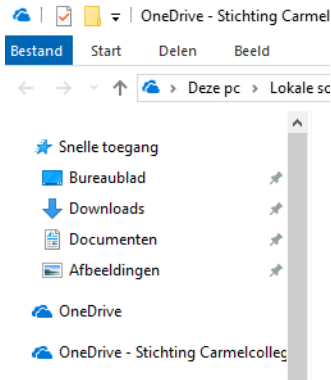 OneDrive - Stichting Carmel
Bestand Start Delen Beeld
Deze pc > Lokale sc
Snelle toegang
Bureaublad
Downloads
Documenten
Afbeeldingen
OneDrive
OneDrive - Stichting Carmelcolleg